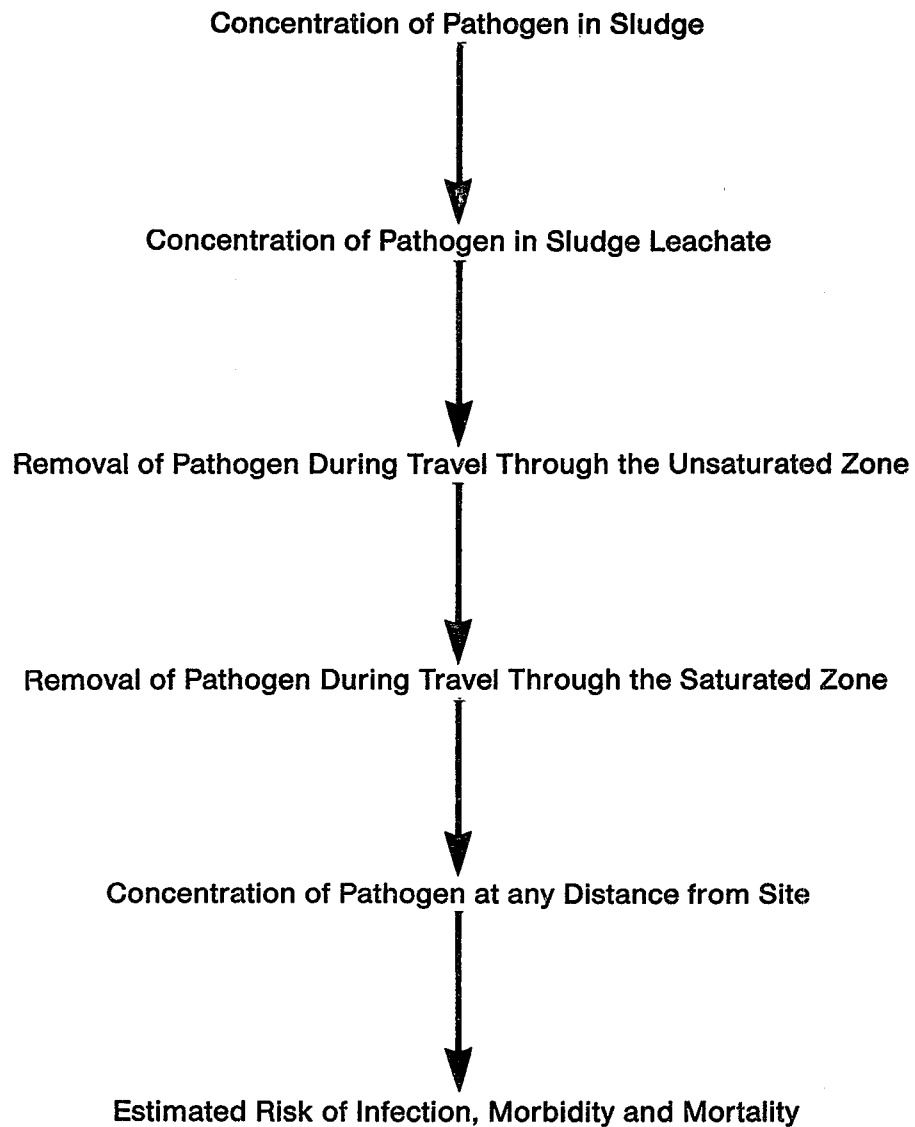 Concentration of Pathogen in Sludge
Concentration of Pathogen in Sludge Leachate
Removal of Pathogen During Travel Through the Unsaturated Zone
Removal of Pathogen During Travel Through the Saturated Zone
Concentration of Pathogen at any Distance from Site
Estimated Risk of Infection, Morbidity and Mortality